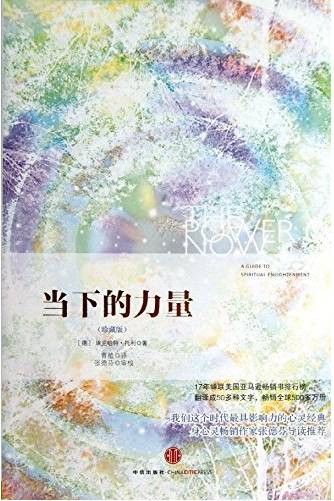 THE
POWER
NOW
A GUIDE TO
SPIRITUAL ENLIGHTENMENT
当下的力量
(珍藏版)
[德] 埃克哈特·托利 著
曹植 译
张德芬 审校
17年蝉联美国亚马逊畅销书排行榜
翻译成50多种文字,畅销全球500多万册
我们这个时代最具影响力的心灵经典
身心灵畅销作家张德芬导读推荐
中信出版社·CHINA CITIC PRESS